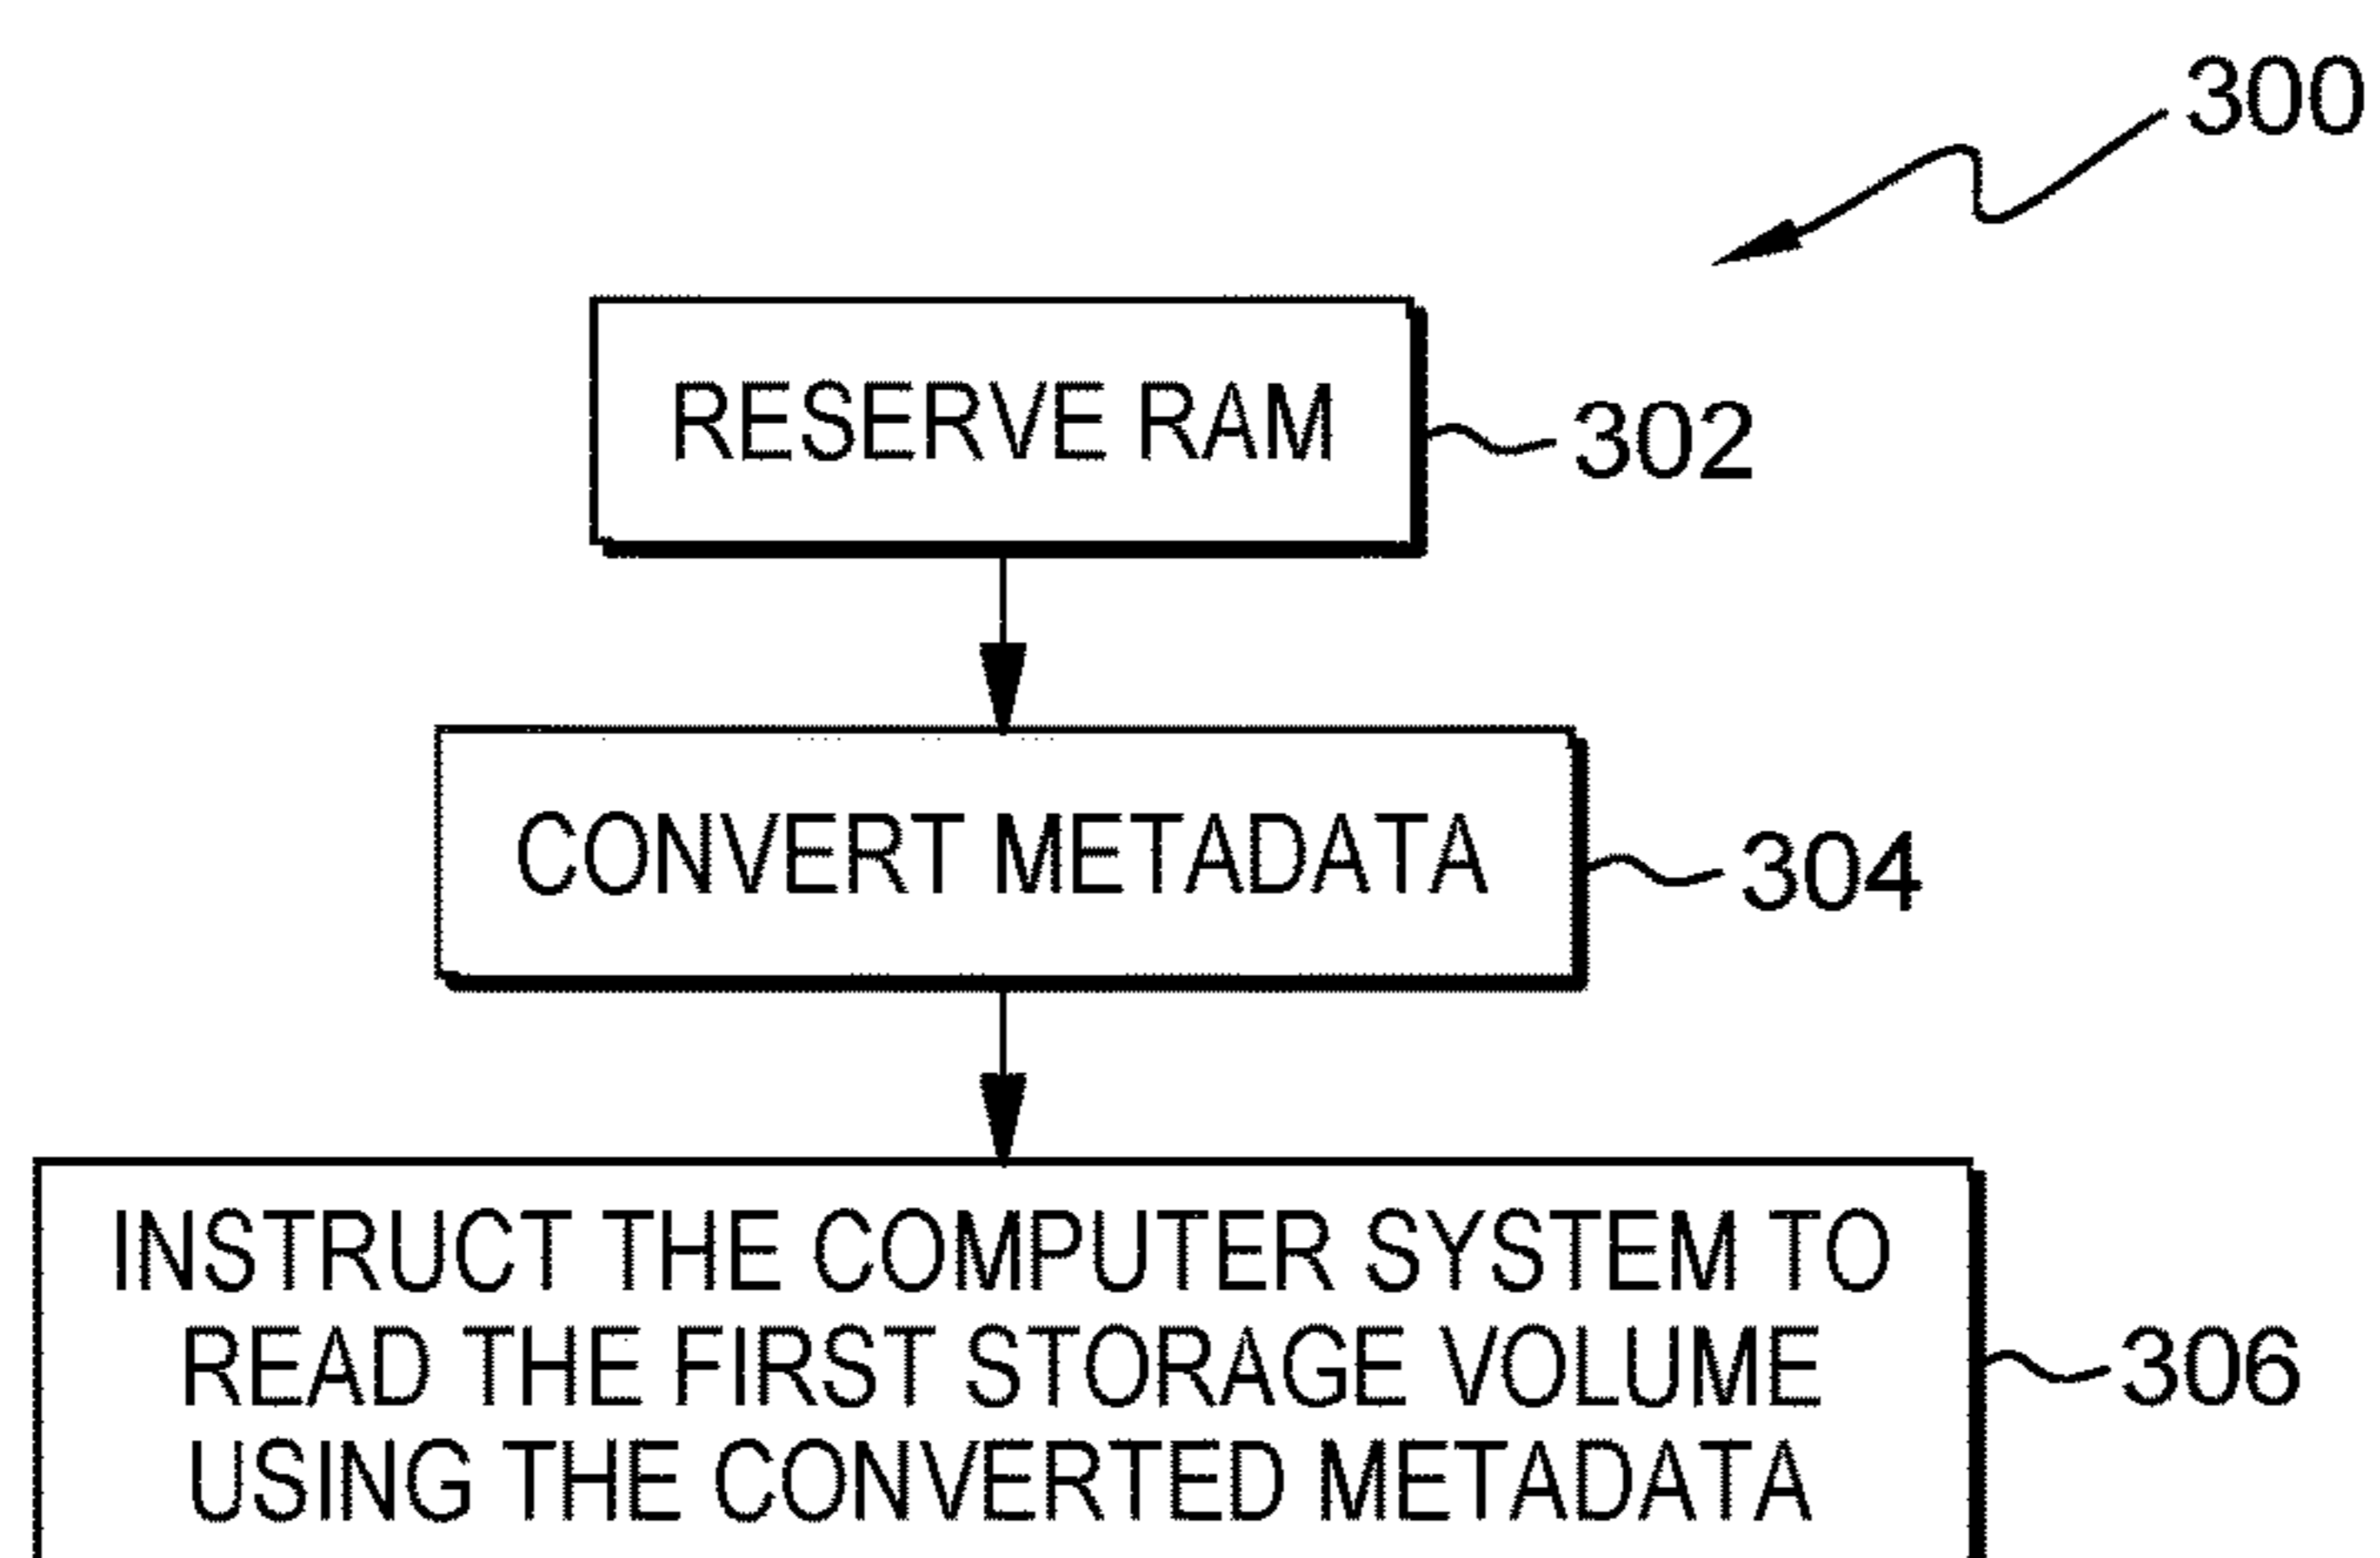 300
RESERVE RAM
302
CONVERT METADATA
304
INSTRUCT THE COMPUTER SYSTEM TO
READ THE FIRST STORAGE VOLUME
306
USING THE CONVERTED METADATA